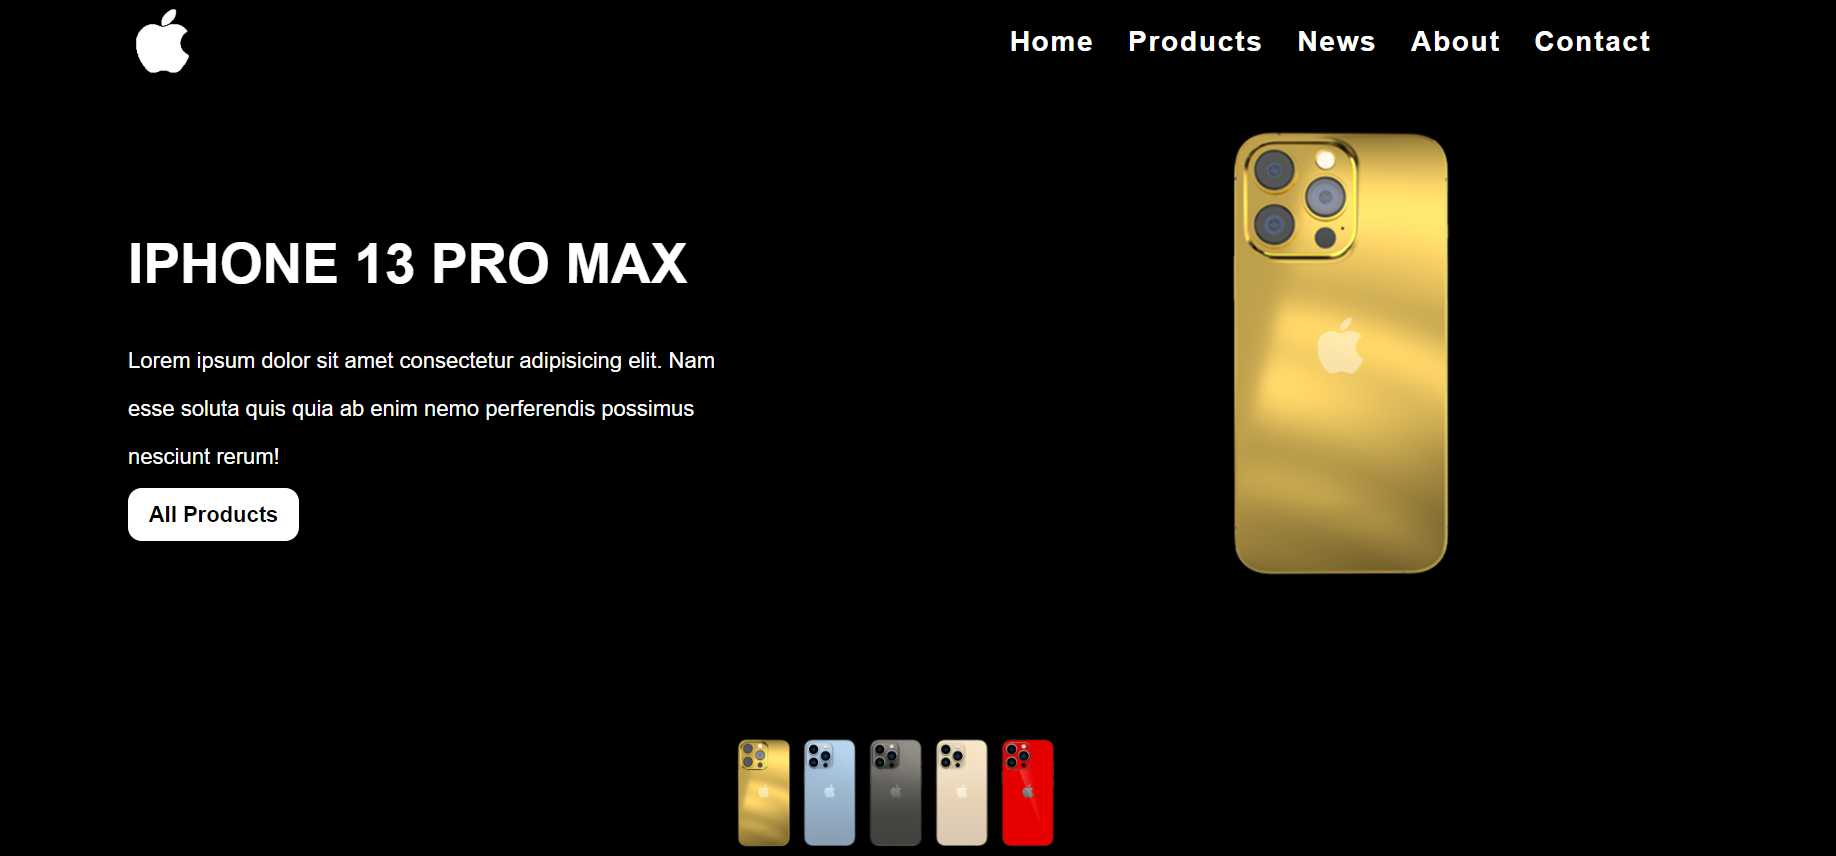 Home Products News About Contact
IPHONE 13 PRO MAX
Lorem ipsum dolor sit amet consectetur adipisicing elit. Nam
esse soluta quis quia ab enim nemo perferendis possimus
nesciunt rerum!
All Products